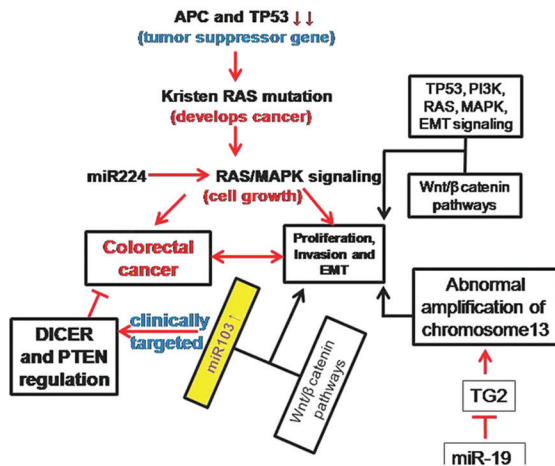 APC and TP53 ↓↓
(tumor suppressor gene)
Kristen RAS mutation
(develops cancer)
miR224
RAS/MAPK signaling
(cell growth)
TP53, PI3K,
RAS, MAPK,
EMT signaling
Wnt/β catenin
pathways
Colorectal
cancer
Proliferation,
Invasion and
EMT
Abnormal
amplification of
chromosome13
DICER
and PTEN
regulation
clinically
targeted
miR103 ↑
Wnt/β catenin
pathways
TG2
miR-19